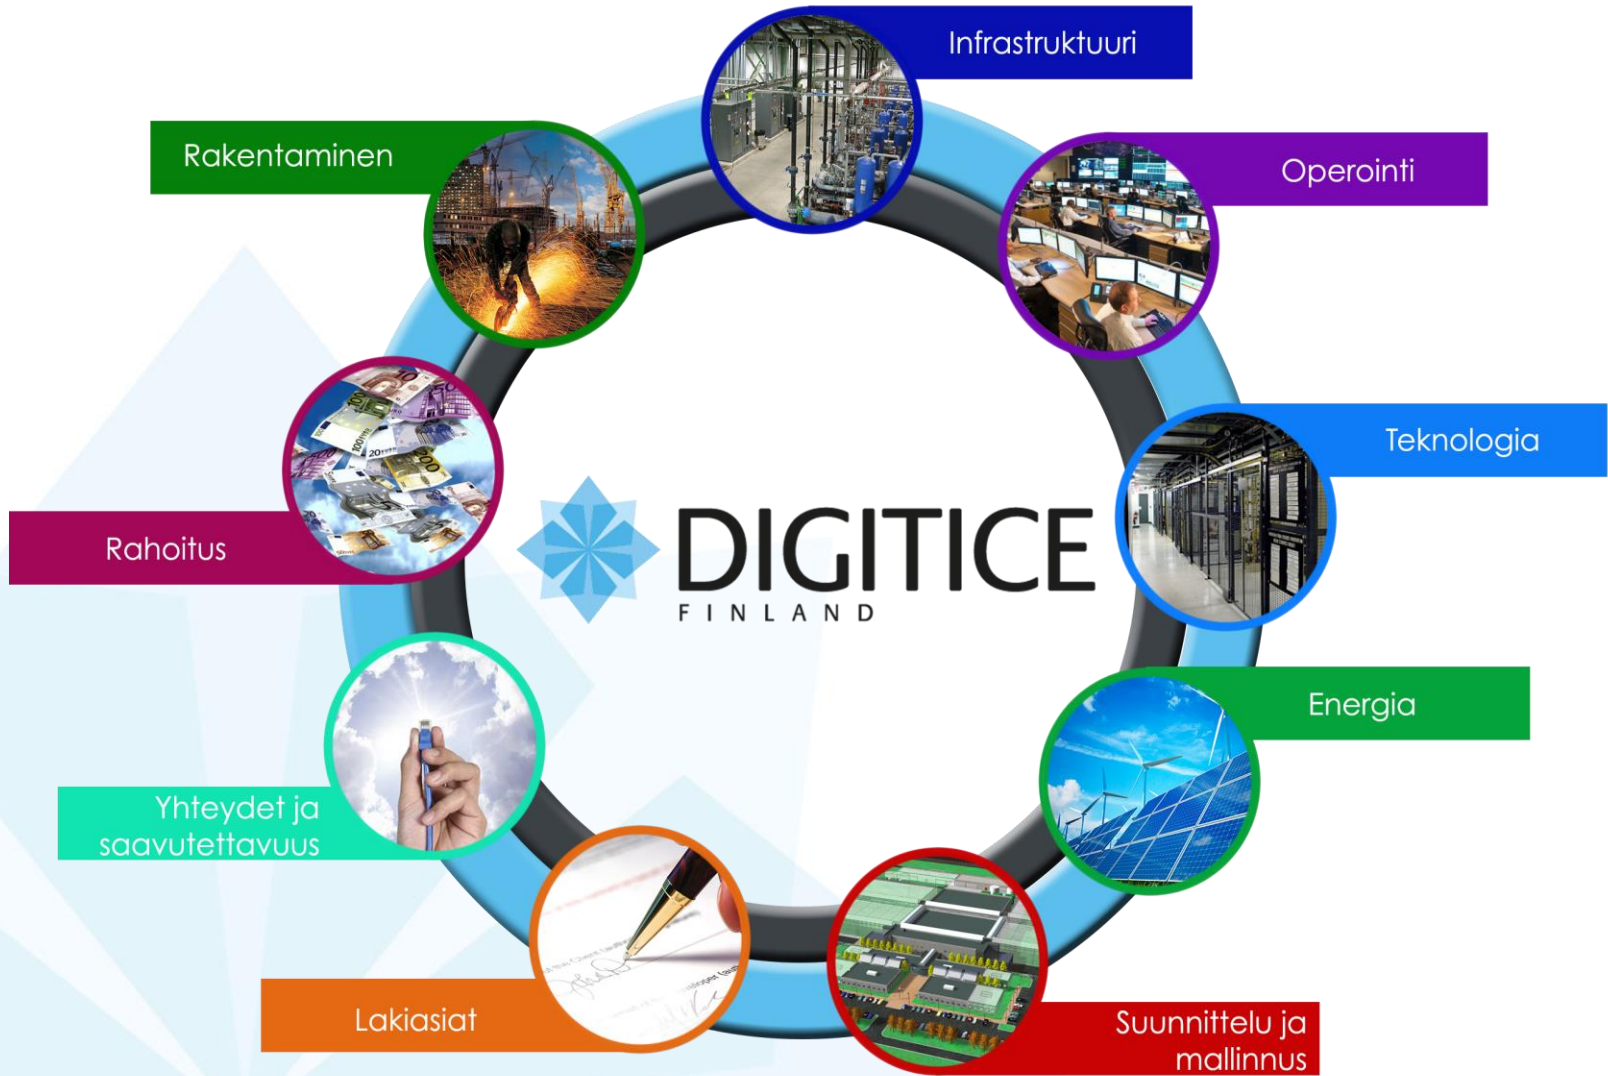 Infrastruktuuri
Operointi
Teknologia
Energia
Suunnittelu ja
mallinnus
Lakiasiat
Yhteydet ja
saavutettavuus
Rahoitus
Rakentaminen
DIGITICE
FINLAND